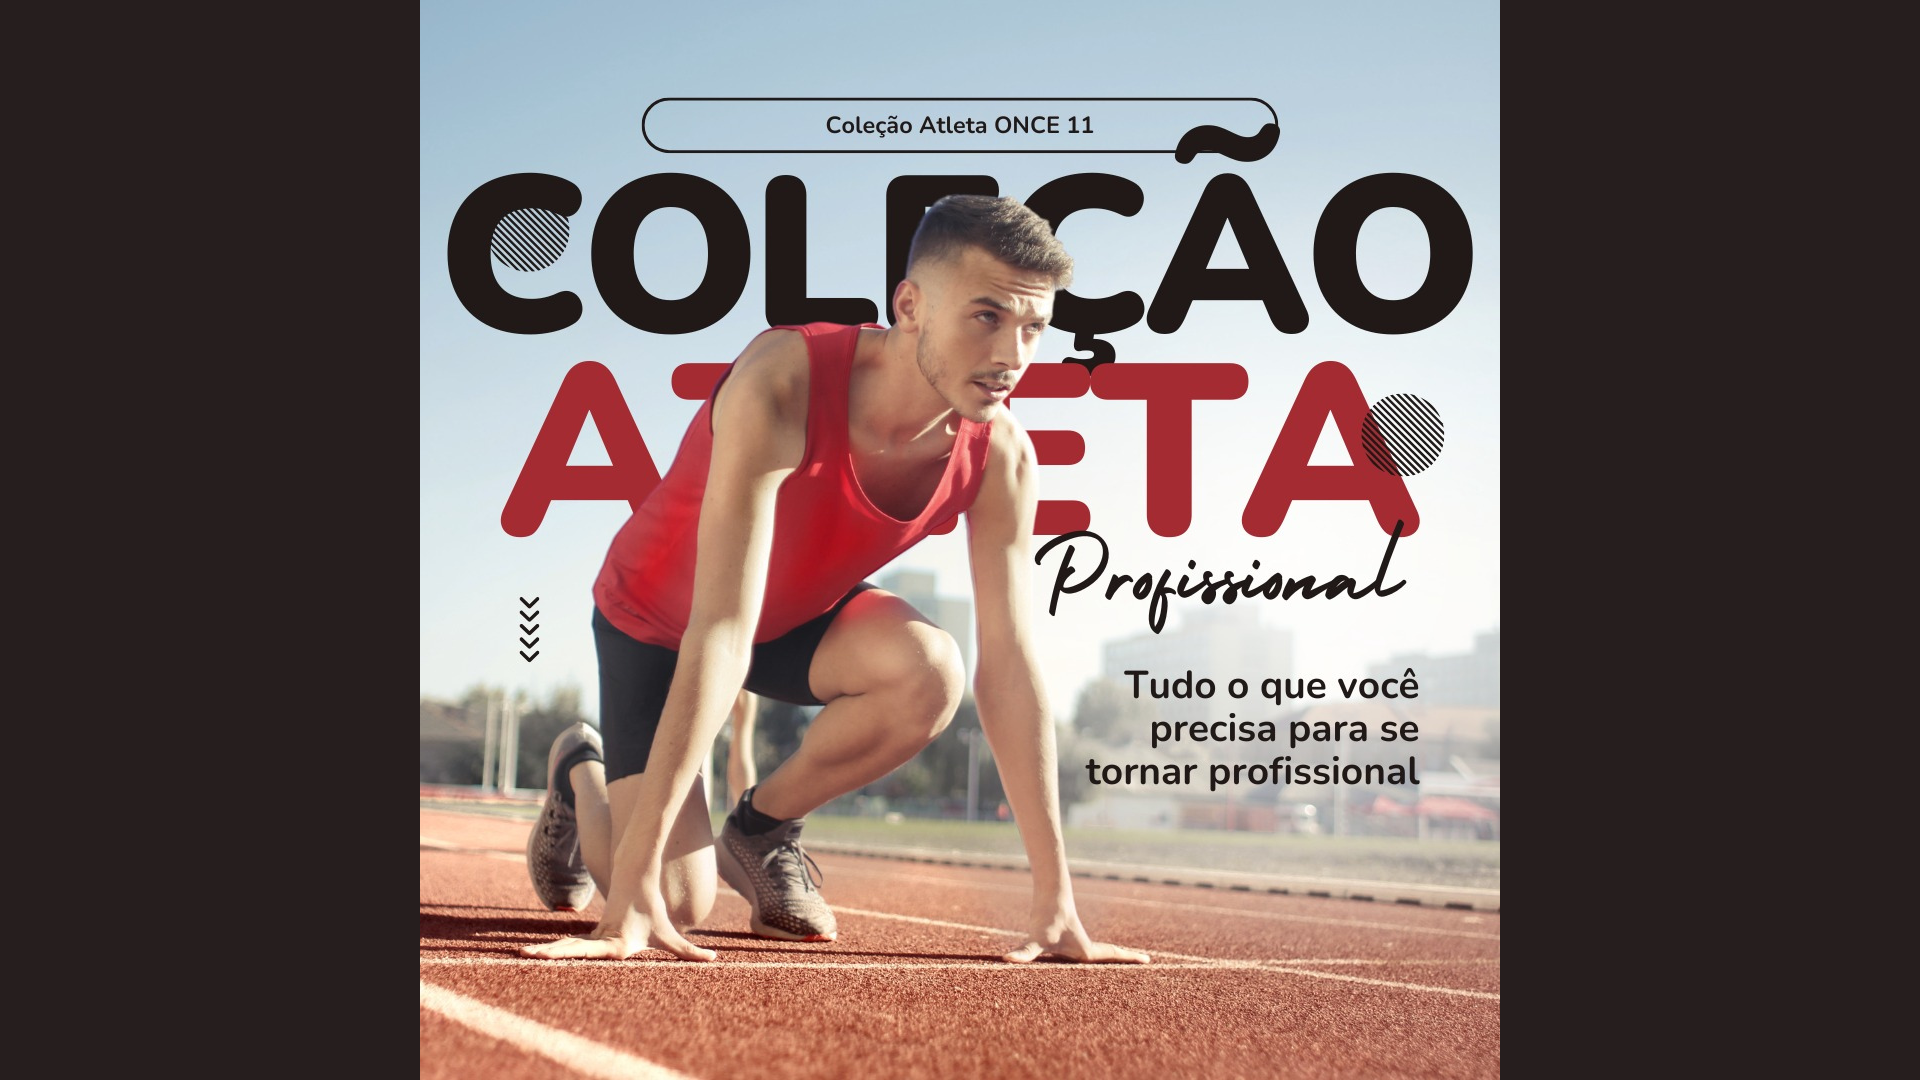 Coleção Atleta ONCE 11
COLEÇÃO
ATLETA
Profissional
Tudo o que você
precisa para se
tornar profissional